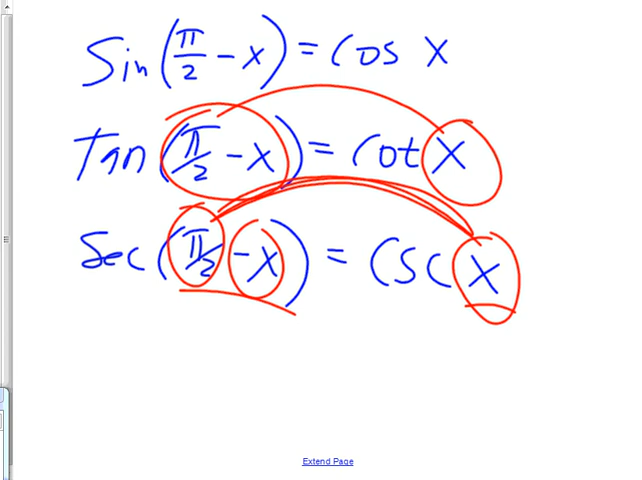 Sin(π/2 - x) = Cos x
Tan(π/2 - x) = Cot x
Sec(π/2 - x) = CSC x
Extend Page